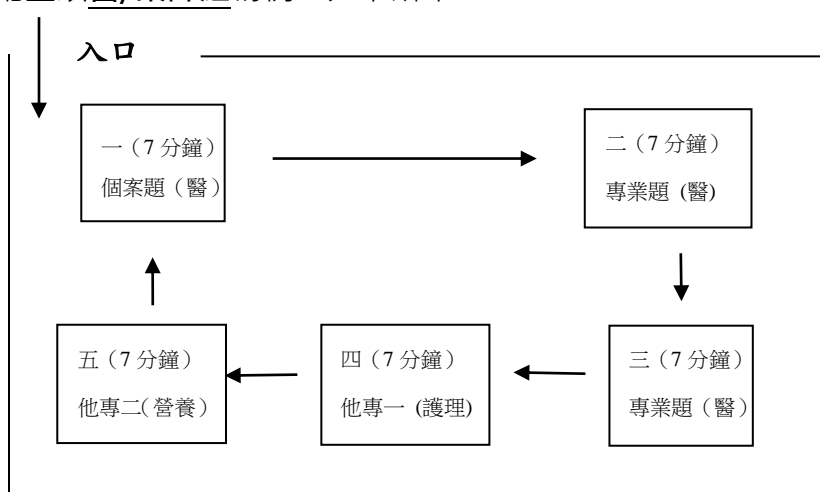 入口
一（7 分鐘）
個案題（醫）
二（7 分鐘）
專業題 (醫)
三（7 分鐘）
專業題（醫）
四（7 分鐘）
他專一 (護理)
五（7 分鐘）
他專二（營養）